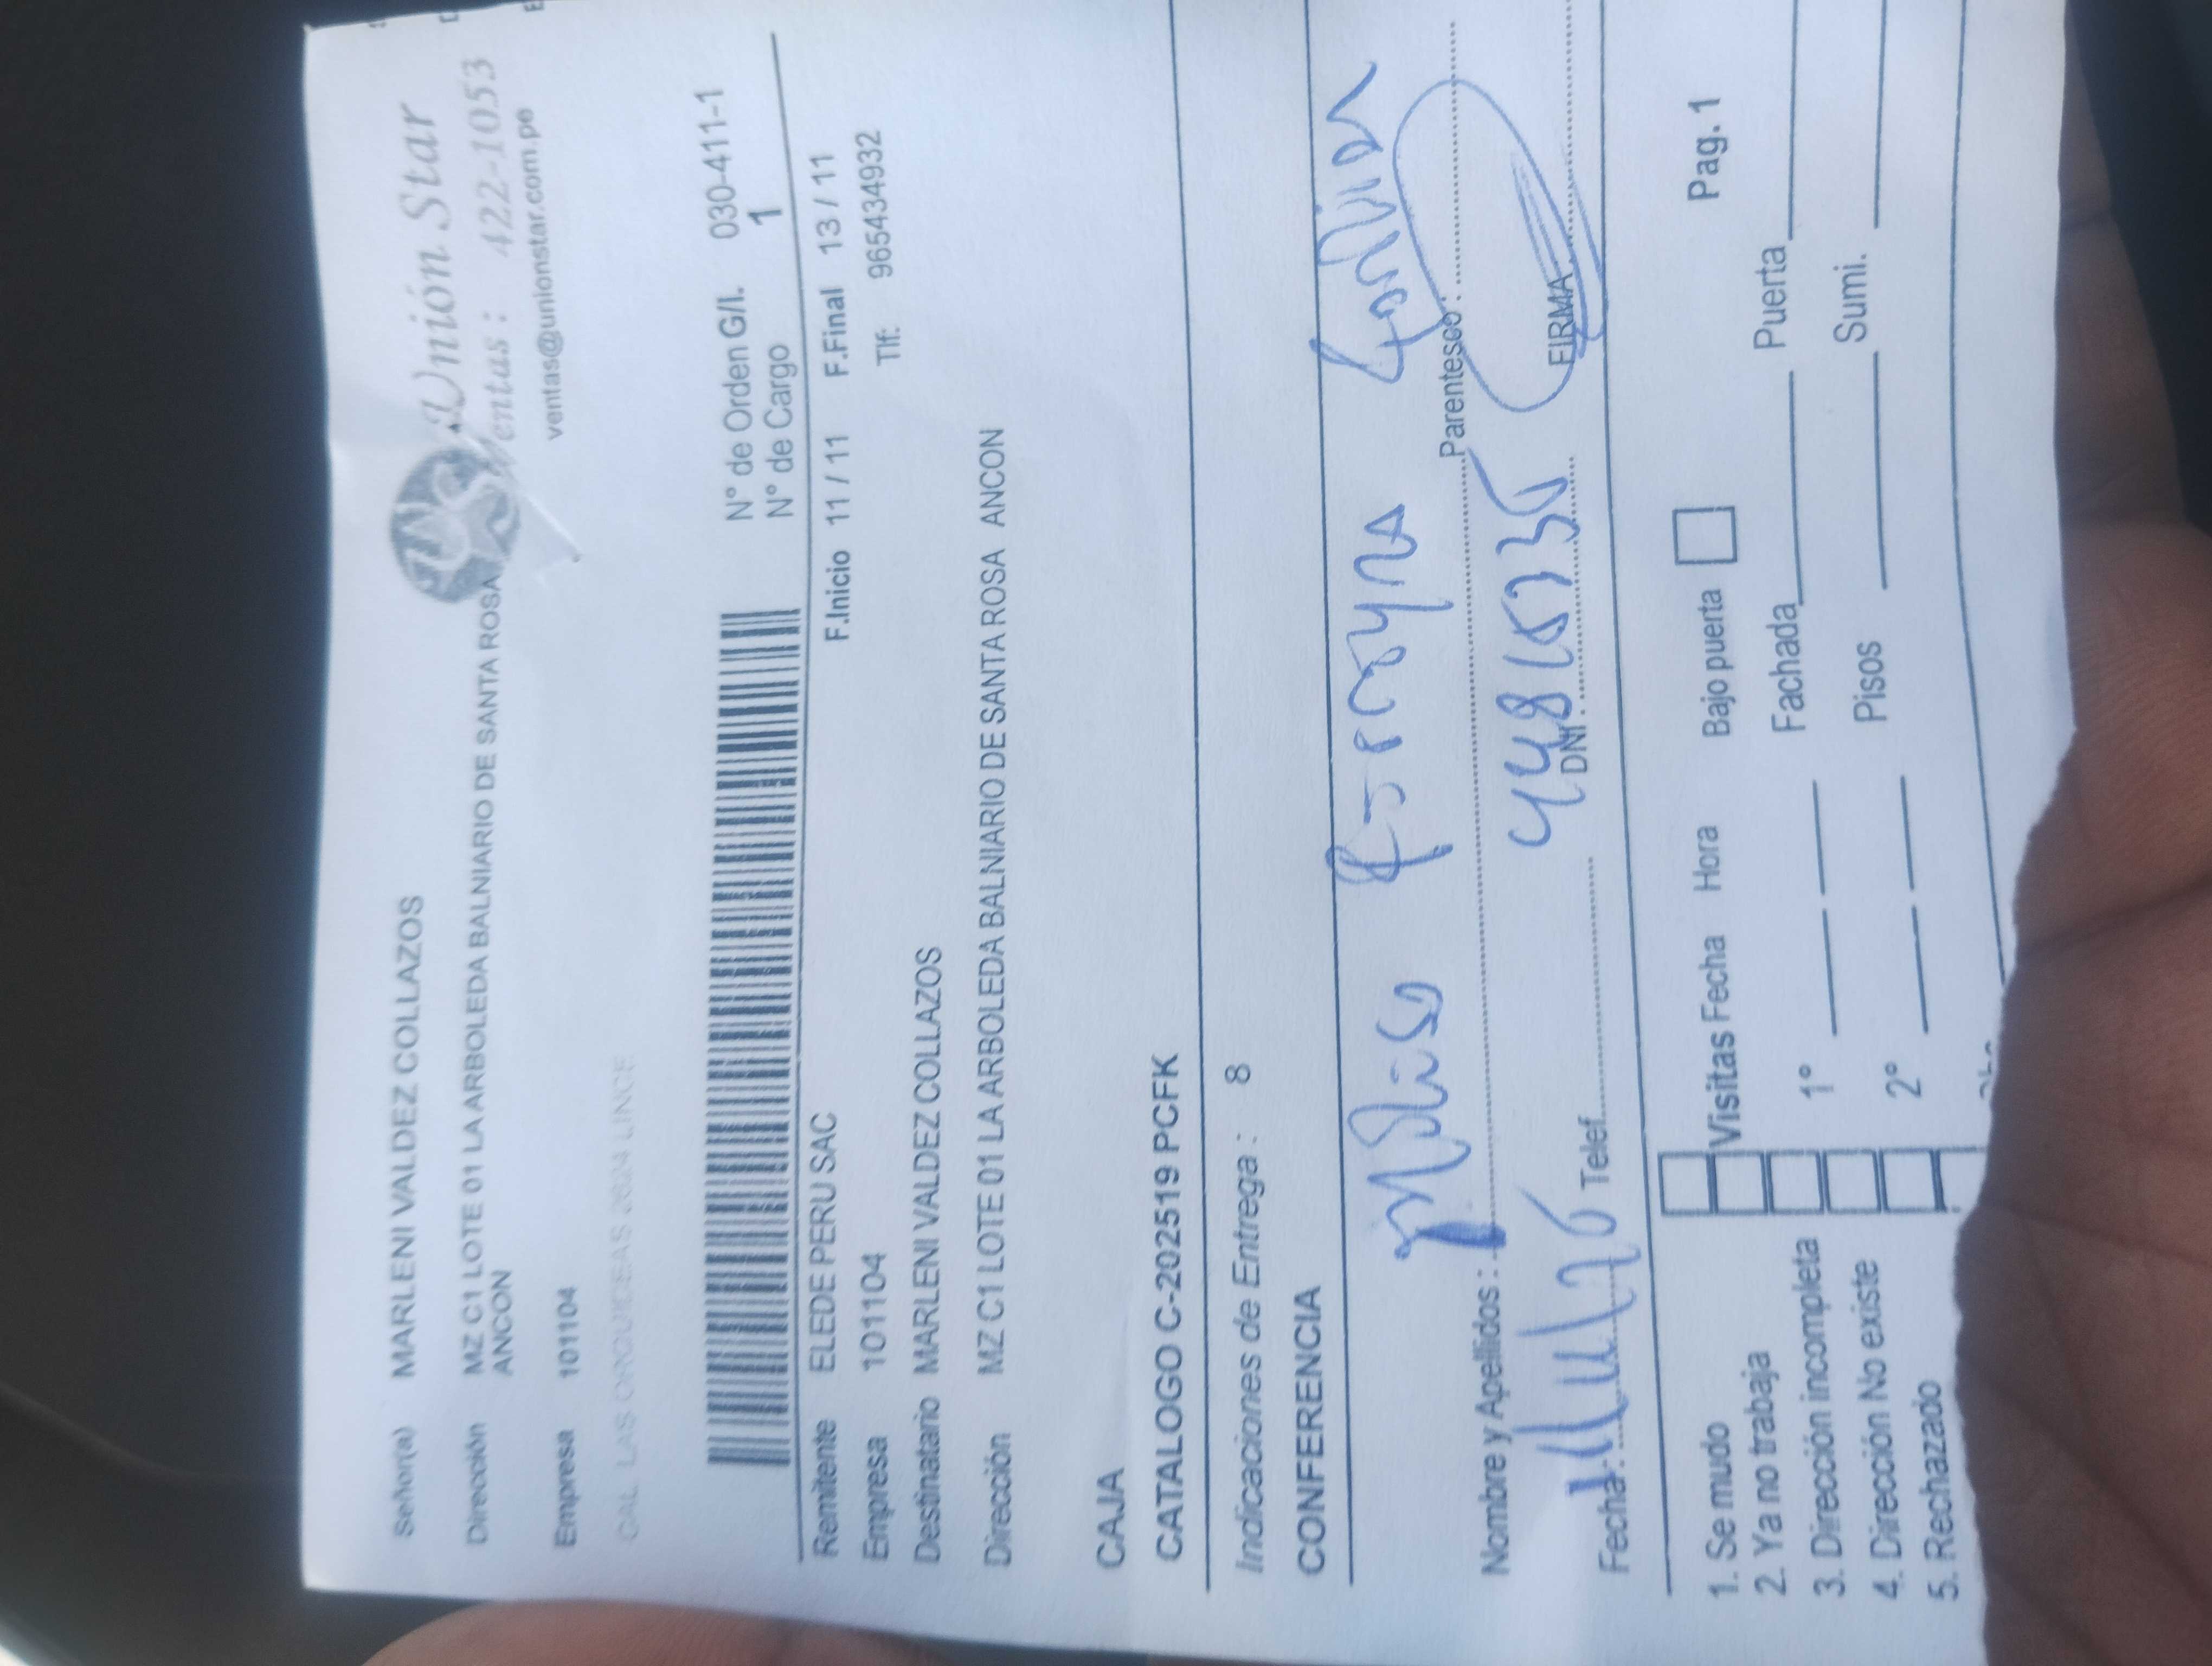 Unión Star
Ventas : 422-1053
ventas@unionstar.com.pe
Señor(a) MARLENI VALDEZ COLLAZOS
Dirección MZ C1 LOTE 01 LA ARBOLEDA BALNIARIO DE SANTA ROSA
ANCON
Empresa 101104
CAL LAS ORQUIDEAS 2624 LINCE
N° de Orden G/I. 030-411-1
N° de Cargo 1
Remitente ELEDE PERU SAC F.Inicio 11 / 11 F.Final 13 / 11
Empresa 101104 Tlf: 965434932
Destinatario MARLENI VALDEZ COLLAZOS
Dirección MZ C1 LOTE 01 LA ARBOLEDA BALNIARIO DE SANTA ROSA ANCON
CAJA
CATALOGO C-202519 PCFK
Indicaciones de Entrega : 8
CONFERENCIA
Nombre y Apellidos : Parentesco :
Fecha : Telef. DNI : FIRMA
1. Se mudo Visitas Fecha Hora Bajo puerta Pag. 1
2. Ya no trabaja
3. Dirección incompleta 1° Fachada Puerta
4. Dirección No existe 2° Pisos Sumi.
5. Rechazado